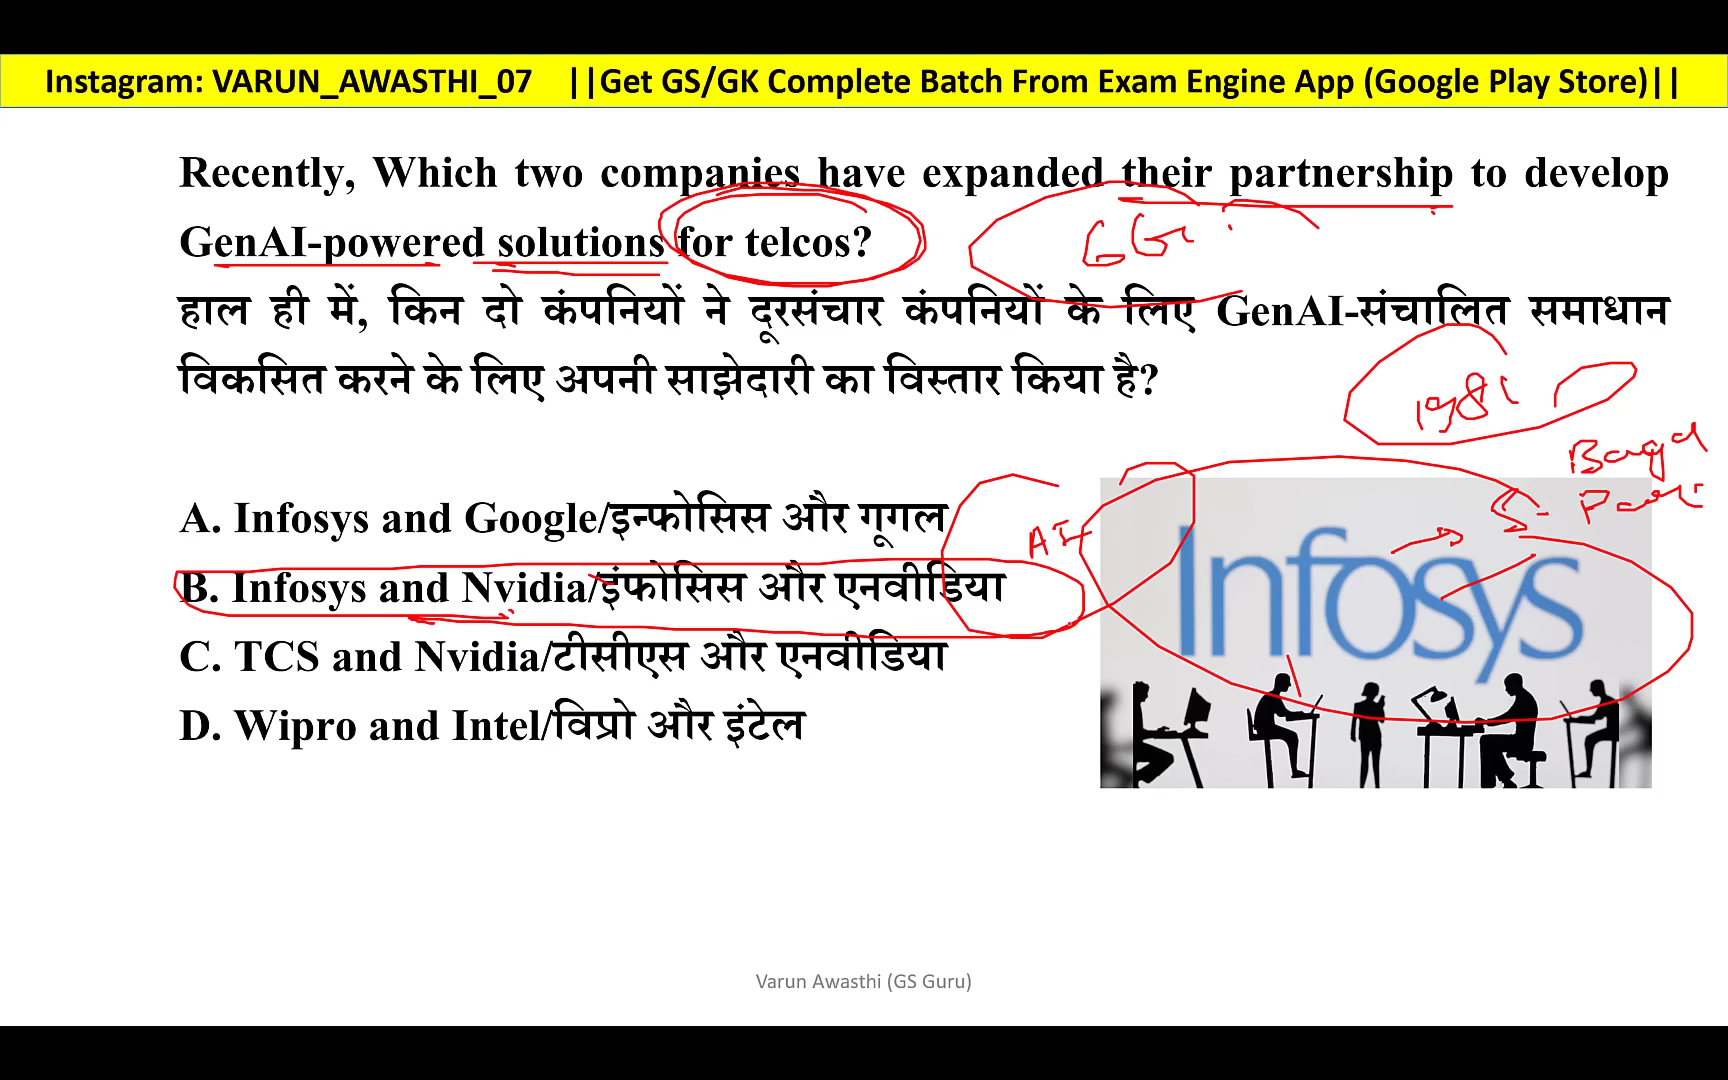 Instagram: VARUN_AWASTHI_07 ||Get GS/GK Complete Batch From Exam Engine App (Google Play Store)||
Recently, Which two companies have expanded their partnership to develop
GenAI-powered solutions for telcos?
हाल ही में, किन दो कंपनियों ने दूरसंचार कंपनियों के लिए GenAI-संचालित समाधान
विकसित करने के लिए अपनी साझेदारी का विस्तार किया है?
1981
A. Infosys and Google/इन्फोसिस और गूगल
AI
B. Infosys and Nvidia/इंफोसिस और एनवीडिया
Infosys
C. TCS and Nvidia/टीसीएस और एनवीडिया
D. Wipro and Intel/विप्रो और इंटेल
Varun Awasthi (GS Guru)